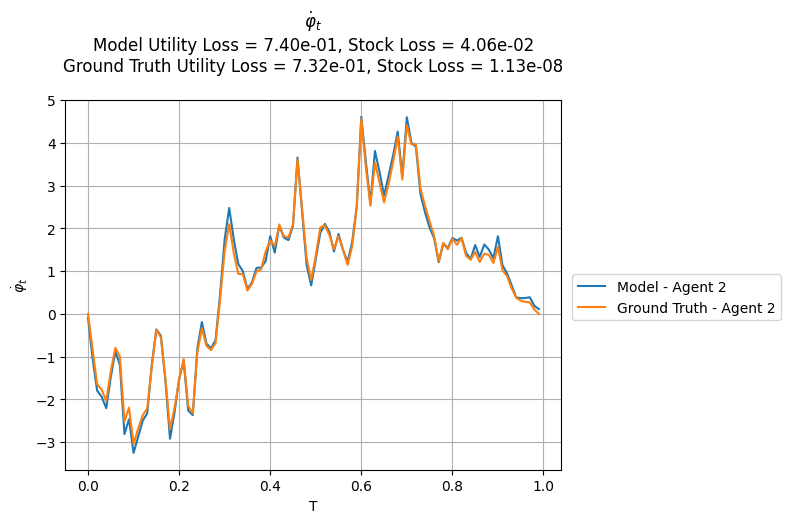 φ̇ₜ
Model Utility Loss = 7.40e-01, Stock Loss = 4.06e-02
Ground Truth Utility Loss = 7.32e-01, Stock Loss = 1.13e-08
5
4
3
2
1
0
−1
−2
−3
φ̇ₜ
0.0 0.2 0.4 0.6 0.8 1.0
T
Model - Agent 2
Ground Truth - Agent 2